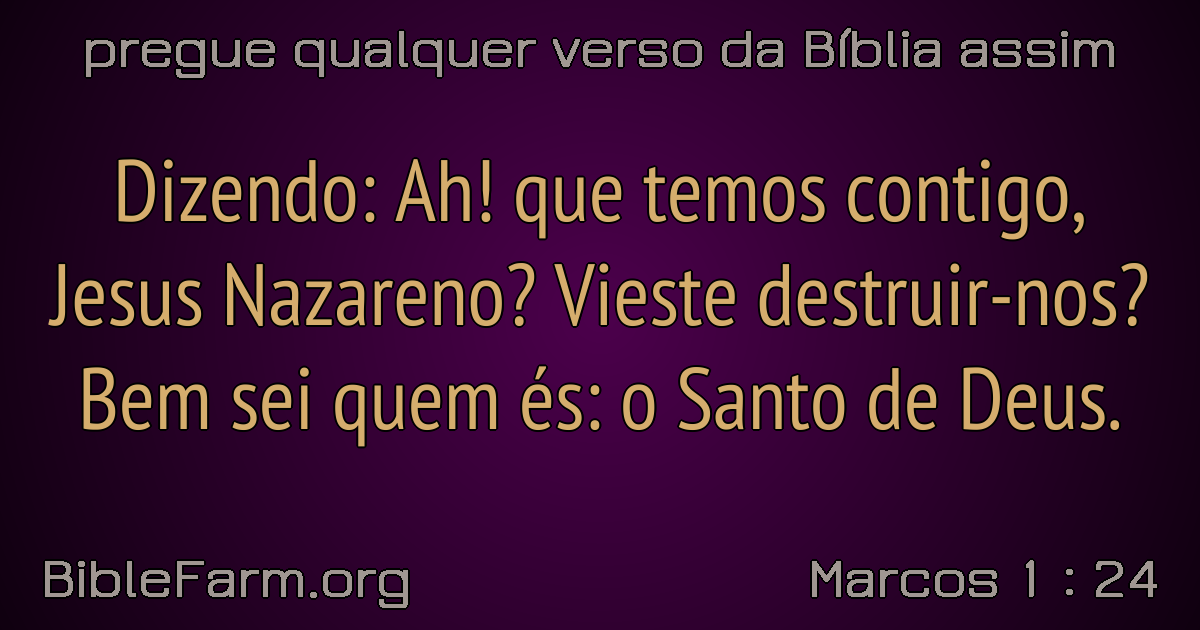 pregue qualquer verso da Bíblia assim
Dizendo: Ah! que temos contigo,
Jesus Nazareno? Vieste destruir-nos?
Bem sei quem és: o Santo de Deus.
BibleFarm.org
Marcos 1 : 24